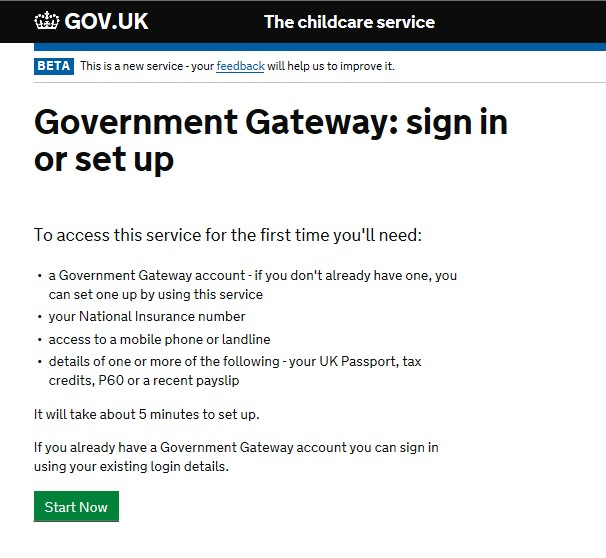 GOV.UK The childcare service
BETA This is a new service - your feedback will help us to improve it.
Government Gateway: sign in
or set up
To access this service for the first time you'll need:
• a Government Gateway account - if you don't already have one, you
can set one up by using this service
• your National Insurance number
• access to a mobile phone or landline
• details of one or more of the following - your UK Passport, tax
credits, P60 or a recent payslip
It will take about 5 minutes to set up.
If you already have a Government Gateway account you can sign in
using your existing login details.
Start Now